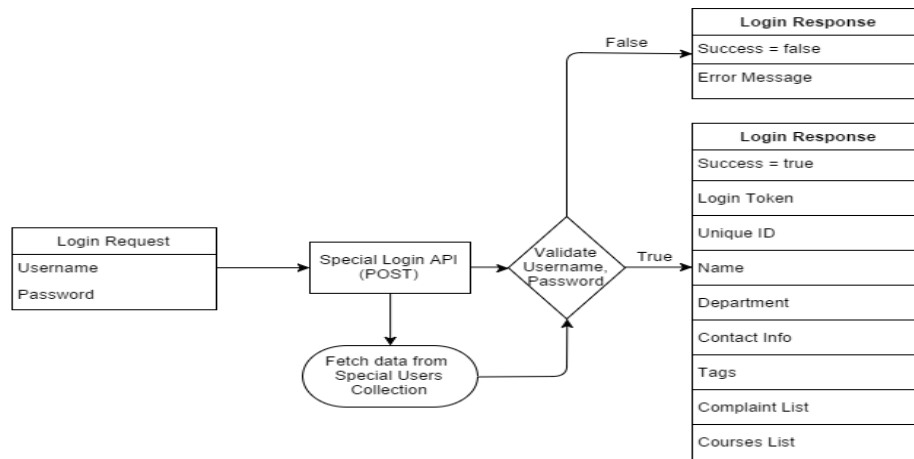 Login Request
Username
Password
Special Login API
(POST)
Fetch data from
Special Users
Collection
Validate
Username,
Password
False
True
Login Response
Success = false
Error Message
Login Response
Success = true
Login Token
Unique ID
Name
Department
Contact Info
Tags
Complaint List
Courses List